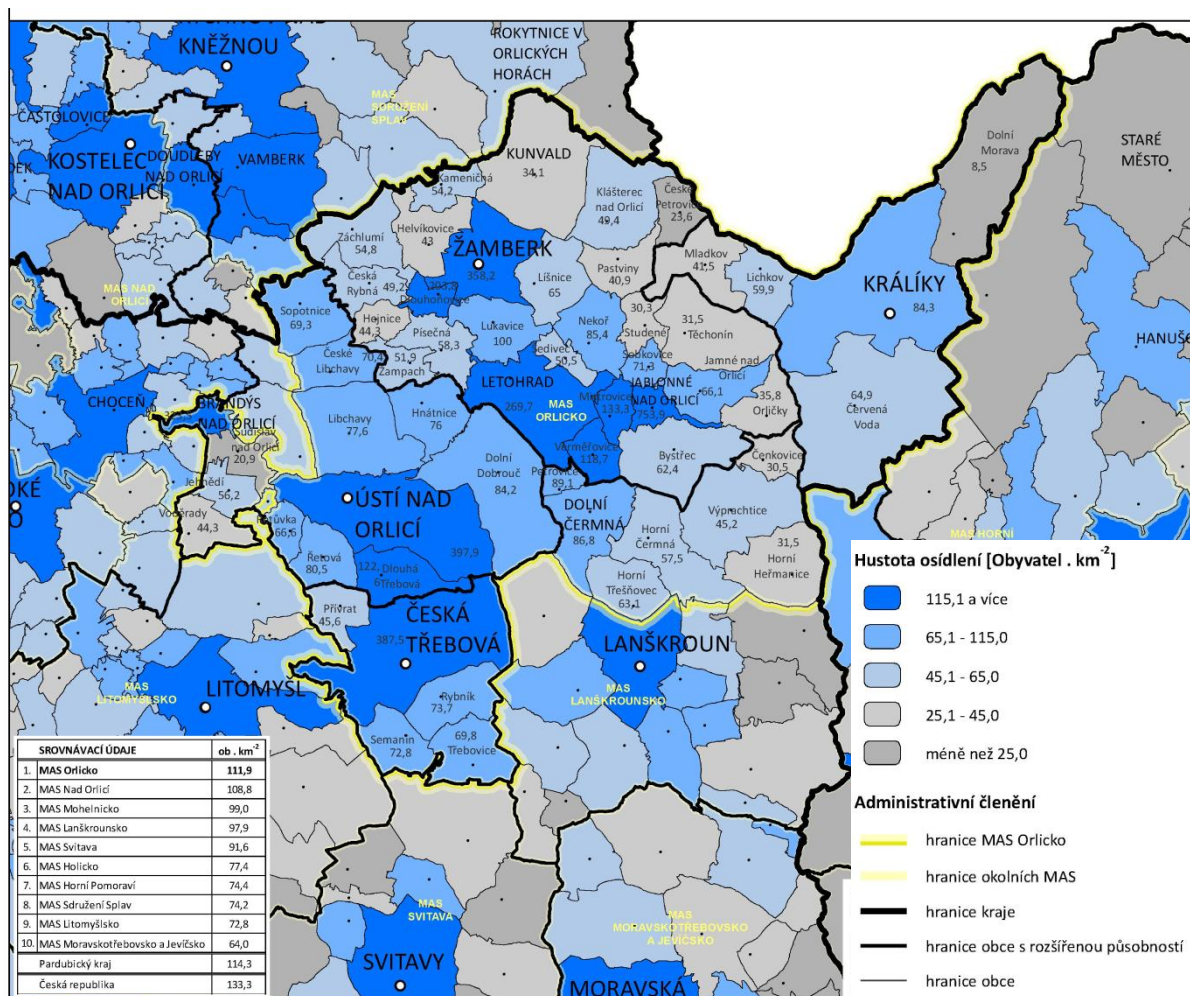 KNĚŽNOU
ROKYTNICE V
ORLICKÝCH
HORÁCH
MAS
SDRUŽENÍ
SPLAV
ČASTOLOVICE
KOSTELEC
NAD ORLICÍ
DOUDLEBY
NAD ORLICÍ
VAMBERK
KUNVALD
34,1
Kameničná
54,2
Klášterec
nad Orlicí
49,4
České
Petrovice
23,6
Dolní
Morava
8,5
STARÉ
MĚSTO
Záchlumí
54,8
Helvíkovice
43
ŽAMBERK
358,2
Mladkov
41,5
Pastviny
40,9
Lichkov
59,9
Líšnice
65
KRÁLÍKY
84,3
Česká
Rybná
49,2
Dlouhoňovice
MAS NAD
ORLICÍ
Sopotnice
69,3
Hejnice
44,3
Písečná
58,3
Lukavice
100
Nekoř
85,4
30,3
Studené
31,5
Těchonín
HANUŠO
České
Libchavy
70,4
51,9
Žampach
Sedivec
50,5
Sobkovice
71,3
Jamné nad
Orlicí
66,1
LETOHRAD
269,7
MAS
ORLICKO
Mistrovice
133,3
JABLONNÉ
NAD ORLICÍ
753,9
35,8
Orličky
64,9
Červená
Voda
CHOCEŇ
BRANDÝS
NAD ORLICÍ
Libchavy
77,6
Hnátnice
76
Sudislav
nad Orlicí
20,9
Verměřovice
118,7
Bystřec
62,4
Čenkovice
30,5
Dolní
Dobrouč
84,2
Petrovice
89,1
Jehnědí
56,2
Voděrady
44,3
ÚSTÍ NAD
ORLICÍ
397,9
DOLNÍ
ČERMNÁ
86,8
Výprachtice
45,2
Horní
Čermná
57,5
31,5
Horní
Heřmanice
MAS HORNÍ
Řetůvka
66,6
Řetová
80,5
122,
6
Dlouhá
Třebová
Horní
Třešňovec
63,1
Přívrat
45,6
ČESKÁ
TŘEBOVÁ
387,5
LANŠKROUN
MAS
LANŠKROUNSKO
MAS
LITOMYŠLSKO
LITOMYŠL
Rybník
73,7
Semanín
72,8
69,8
Třebovice
MAS
SVITAVA
SVITAVY
MAS
MORAVSKOTŘEBOVSKO
A JEVÍČSKO
MORAVSKÁ
Hustota osídlení [Obyvatel . km-2]
115,1 a více
65,1 - 115,0
45,1 - 65,0
25,1 - 45,0
méně než 25,0
Administrativní členění
hranice MAS Orlicko
hranice okolních MAS
hranice kraje
hranice obce s rozšířenou působností
hranice obce
SROVNÁVACÍ ÚDAJE ob . km-2
1. MAS Orlicko 111,9
2. MAS Nad Orlicí 108,8
3. MAS Mohelnicko 99,0
4. MAS Lanškrounsko 97,9
5. MAS Svitava 91,6
6. MAS Holicko 77,4
7. MAS Horní Pomoraví 74,4
8. MAS Sdružení Splav 74,2
9. MAS Litomyšlsko 72,8
10. MAS Moravskotřebovsko a Jevíčsko 64,0
Pardubický kraj 114,3
Česká republika 133,3